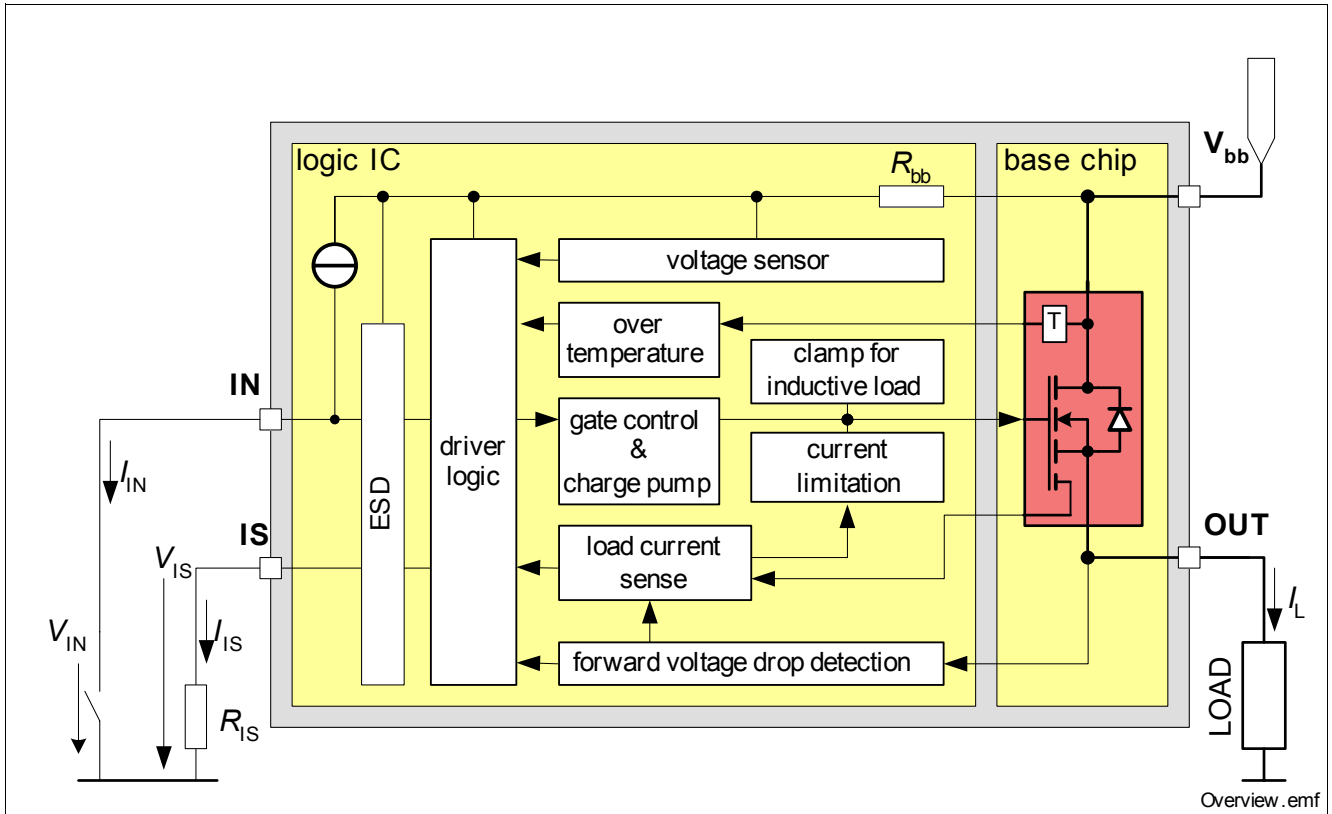 logic IC
R_bb
base chip
V_bb
voltage sensor
over
temperature
T
clamp for
inductive load
IN
gate control
&
charge pump
driver
logic
current
limitation
I_IN
ESD
IS
OUT
load current
sense
V_IS
I_L
V_IN
I_IS
forward voltage drop detection
R_IS
LOAD
Overview.emf